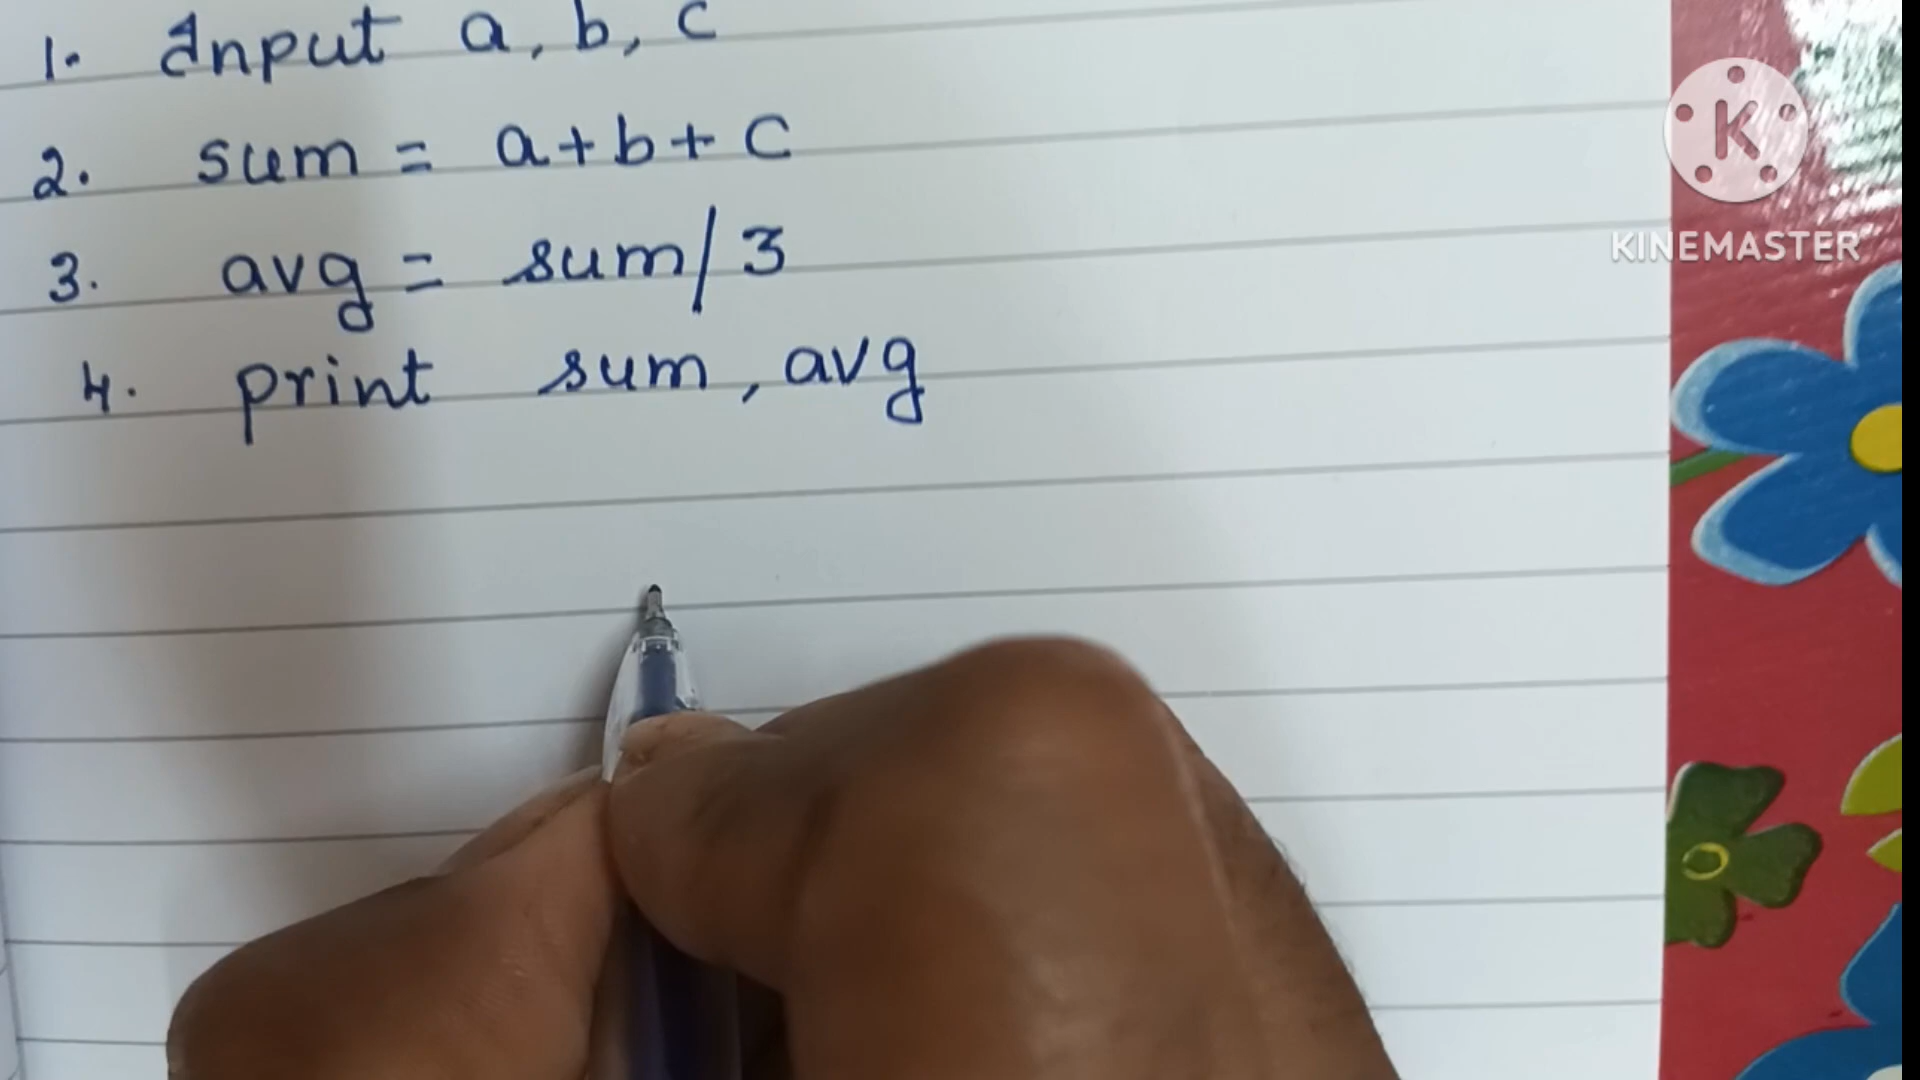 1. Input a, b, c
2. sum = a+b+c
3. avg = sum/3
4. print sum, avg
K
KINEMASTER